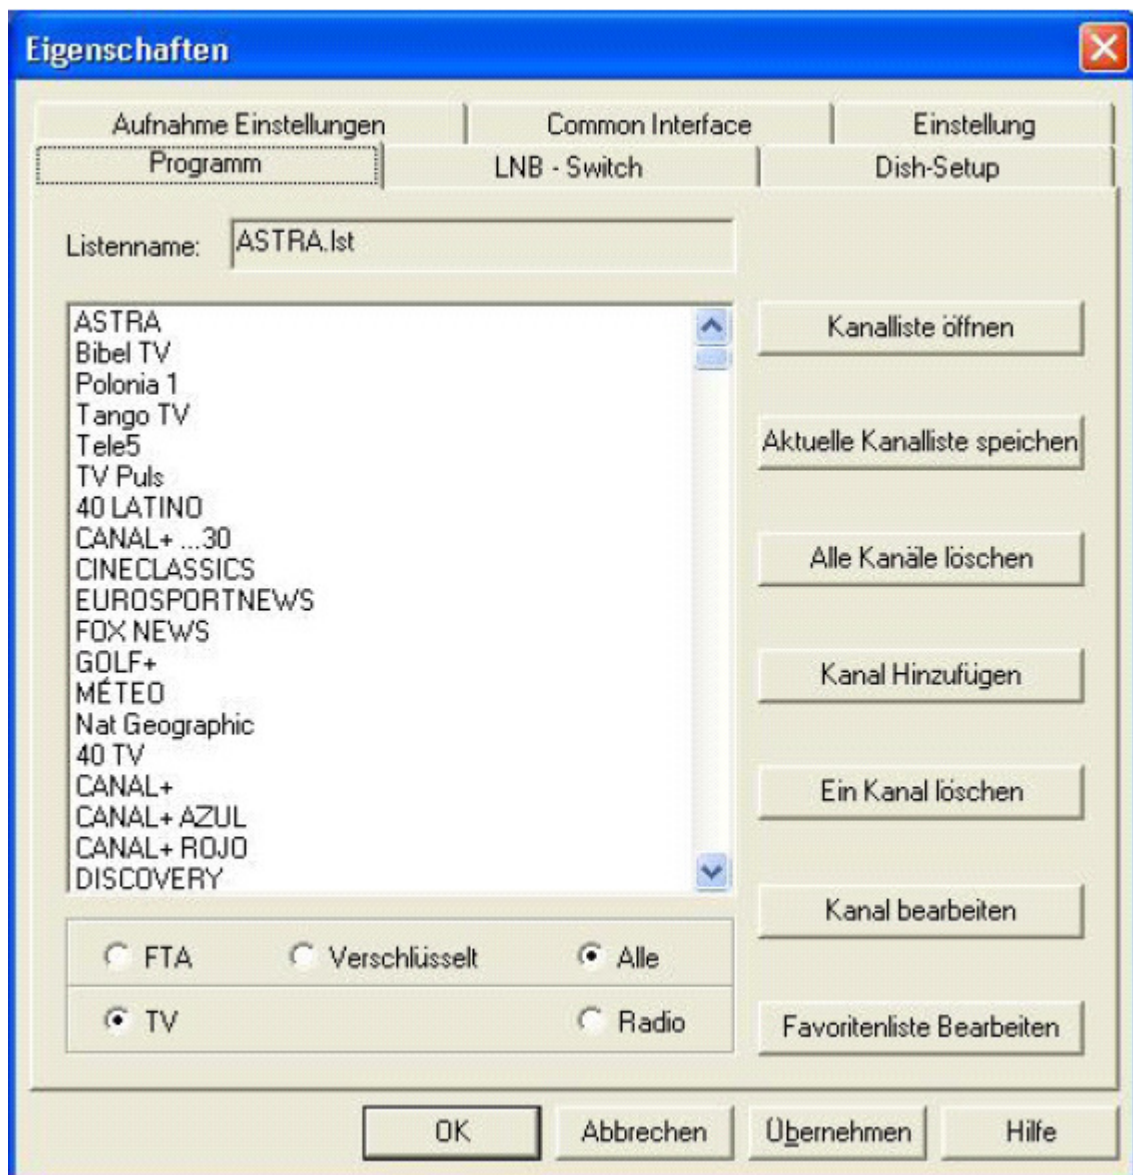 Eigenschaften
Aufnahme Einstellungen
Common Interface
Einstellung
Programm
LNB - Switch
Dish-Setup
Listenname:
ASTRA.lst
ASTRA
Bibel TV
Polonia 1
Tango TV
Tele5
TV Puls
40 LATINO
CANAL+ ...30
CINECLASSICS
EUROSPORTNEWS
FOX NEWS
GOLF+
MÉTEO
Nat Geographic
40 TV
CANAL+
CANAL+ AZUL
CANAL+ ROJO
DISCOVERY
Kanalliste öffnen
Aktuelle Kanalliste speichen
Alle Kanäle löschen
Kanal Hinzufügen
Ein Kanal löschen
Kanal bearbeiten
Favoritenliste Bearbeiten
FTA
Verschlüsselt
Alle
TV
Radio
OK
Abbrechen
Übernehmen
Hilfe